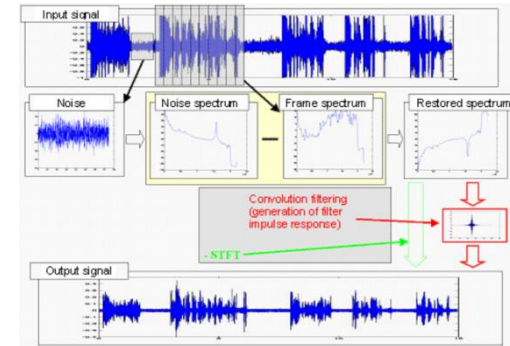 Input signal
Noise
Noise spectrum
Frame spectrum
Restored spectrum
Convolution filtering
(generation of filter
impulse response)
- STFT
Output signal